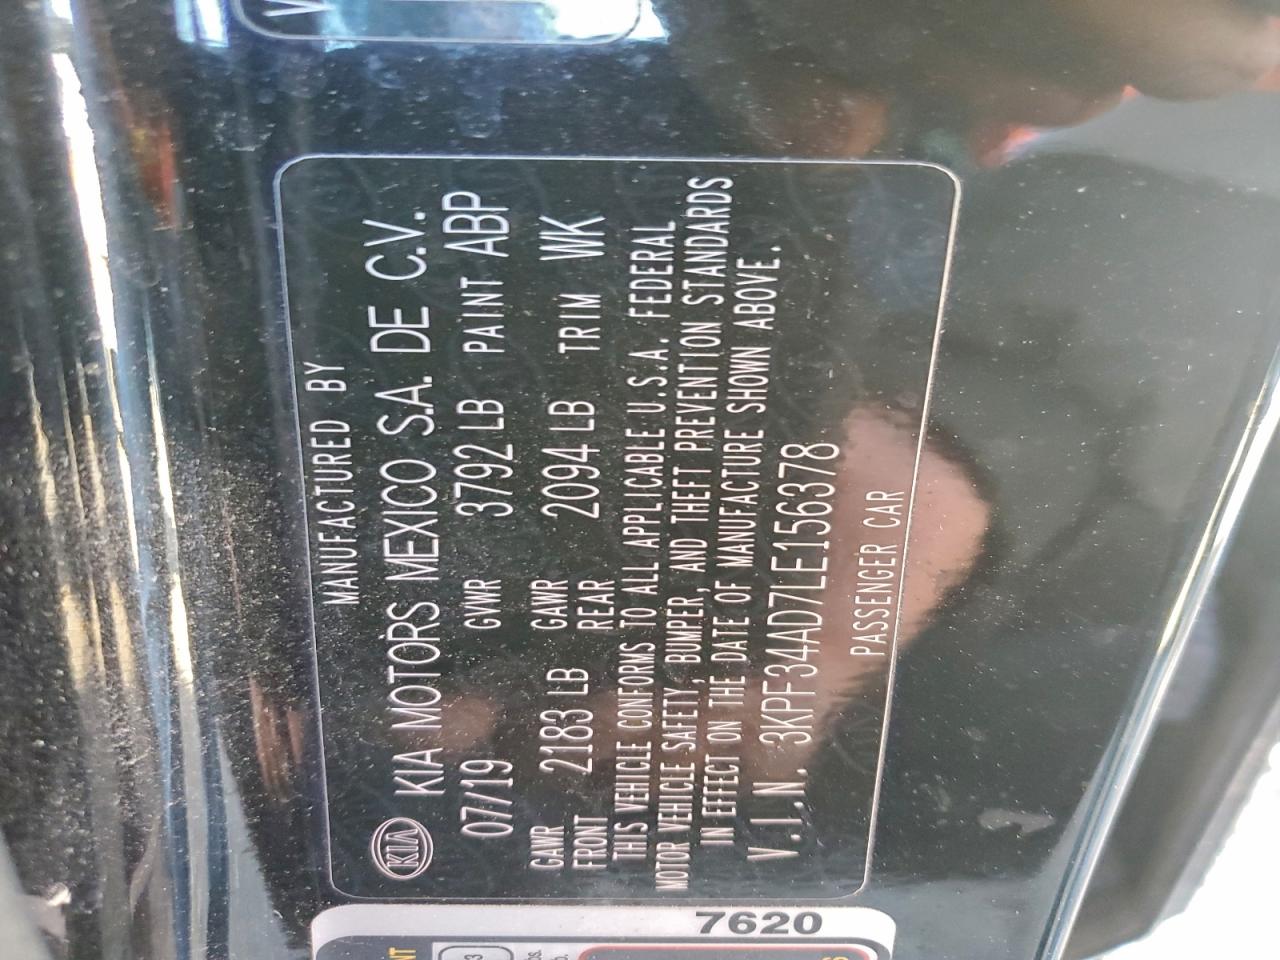 MANUFACTURED BY
KIA KIA MOTORS MEXICO S.A. DE C.V.
07/19 GVWR 3792 LB PAINT ABP
GAWR FRONT 2183 LB GAWR REAR 2094 LB TRIM WK
THIS VEHICLE CONFORMS TO ALL APPLICABLE U.S.A. FEDERAL
MOTOR VEHICLE SAFETY, BUMPER, AND THEFT PREVENTION STANDARDS
IN EFFECT ON THE DATE OF MANUFACTURE SHOWN ABOVE.
V.I.N. 3KPF34AD7LE156378
PASSENGER CAR
7620